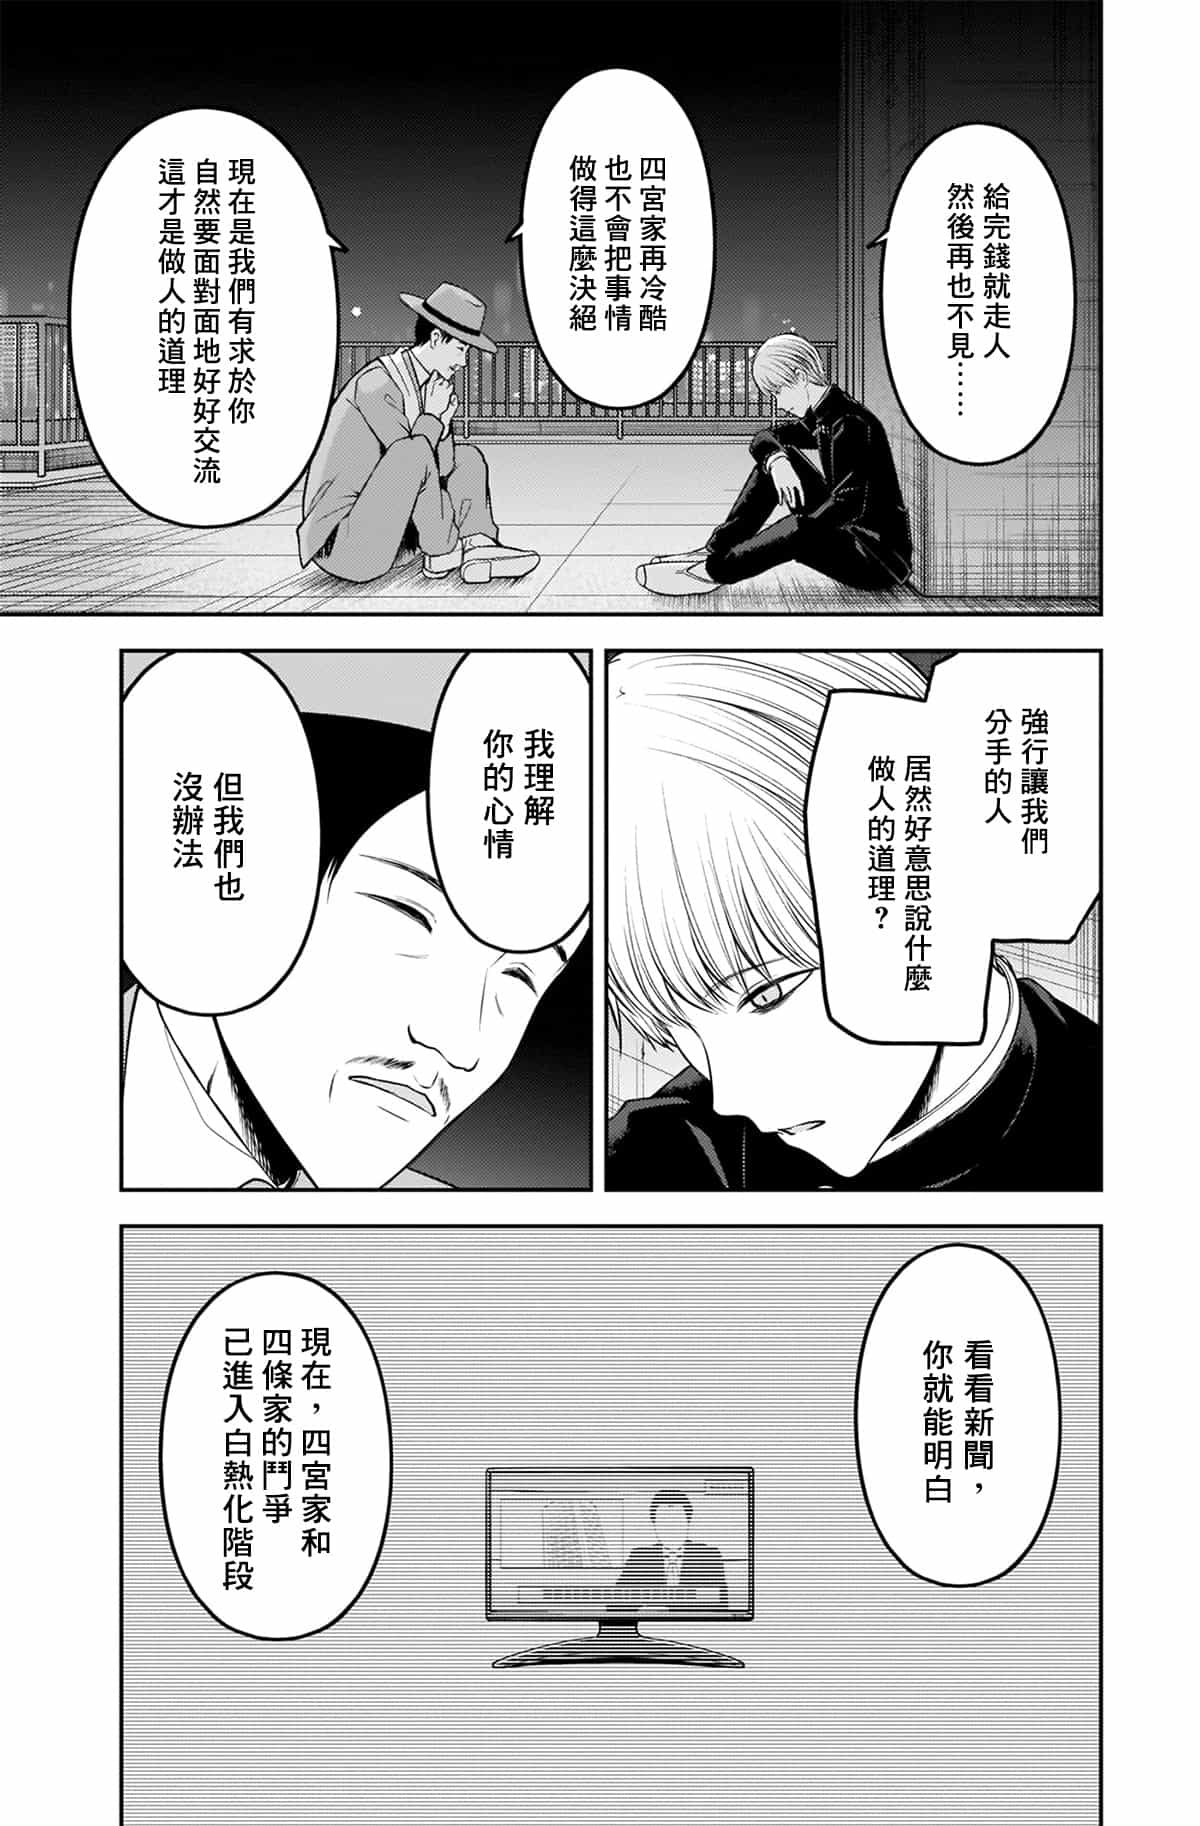 給完錢就走人
然後再也不見……
四宮家再冷酷
也不會把事情
做得這麼決絕
現在是我們有求於你
自然要面對面地好好交流
這才是做人的道理
強行讓我們
分手的人
居然好意思說什麼
做人的道理？
我理解
你的心情
但我們也
沒辦法
看看新聞，
你就能明白
現在，四宮家和
四條家的鬥爭
已進入白熱化階段